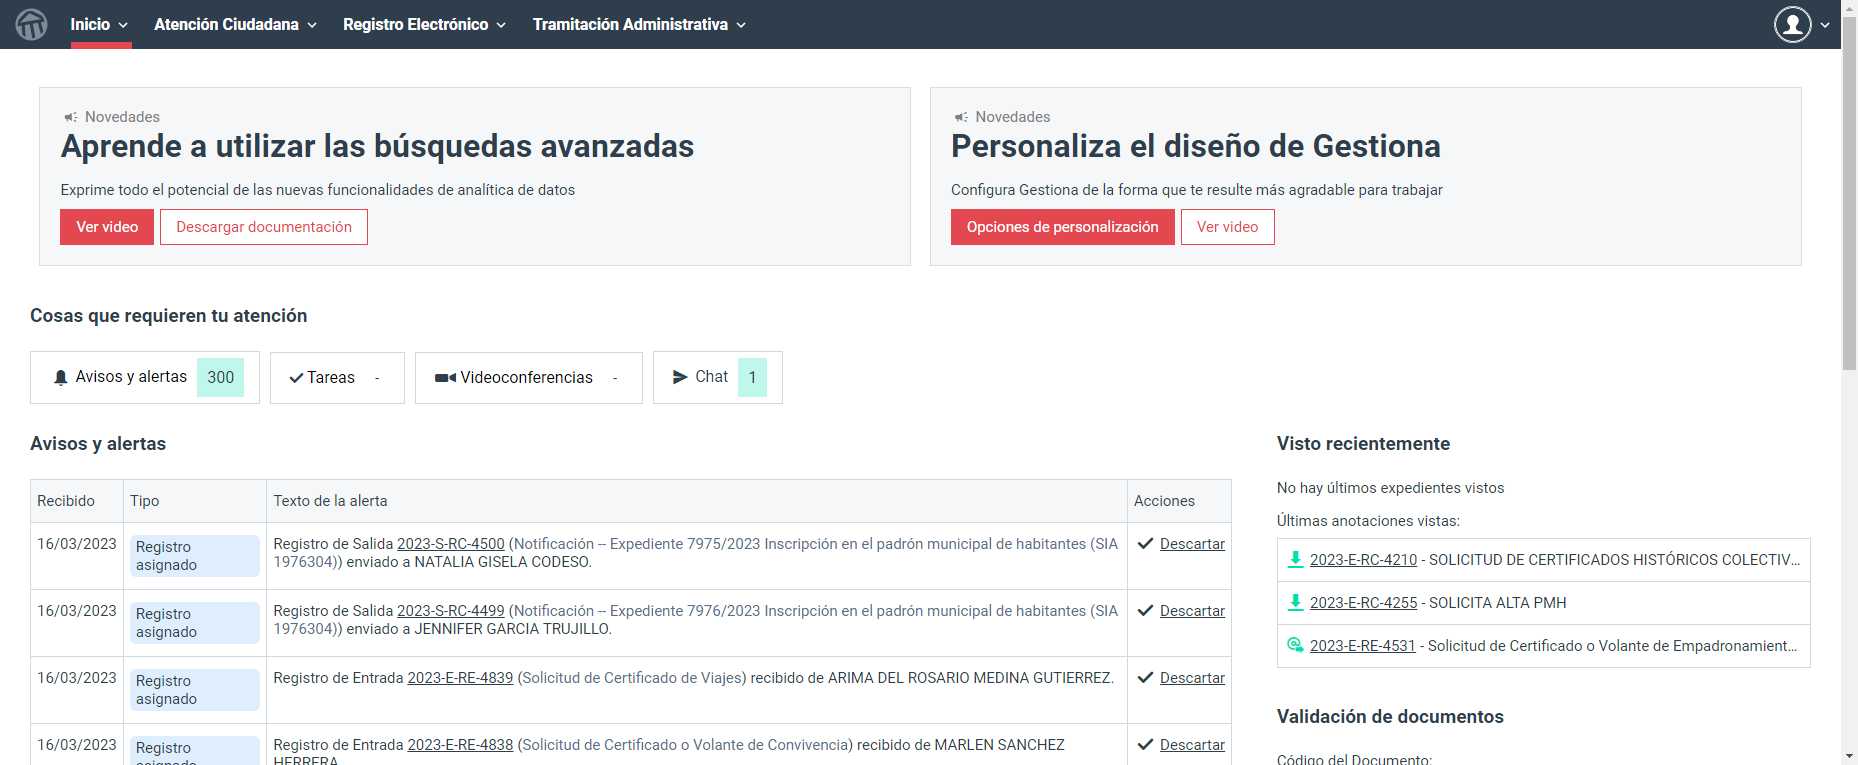 Inicio Atención Ciudadana Registro Electrónico Tramitación Administrativa
Novedades
Aprende a utilizar las búsquedas avanzadas
Exprime todo el potencial de las nuevas funcionalidades de analítica de datos
Ver video Descargar documentación
Novedades
Personaliza el diseño de Gestiona
Configura Gestiona de la forma que te resulte más agradable para trabajar
Opciones de personalización Ver video
Cosas que requieren tu atención
Avisos y alertas 300 Tareas - Videoconferencias - Chat 1
Avisos y alertas
Recibido Tipo Texto de la alerta Acciones
16/03/2023 Registro asignado Registro de Salida 2023-S-RC-4500 (Notificación -- Expediente 7975/2023 Inscripción en el padrón municipal de habitantes (SIA
1976304)) enviado a NATALIA GISELA CODESO. Descartar
16/03/2023 Registro asignado Registro de Salida 2023-S-RC-4499 (Notificación -- Expediente 7976/2023 Inscripción en el padrón municipal de habitantes (SIA
1976304)) enviado a JENNIFER GARCIA TRUJILLO. Descartar
16/03/2023 Registro asignado Registro de Entrada 2023-E-RE-4839 (Solicitud de Certificado de Viajes) recibido de ARIMA DEL ROSARIO MEDINA GUTIERREZ. Descartar
16/03/2023 Registro asignado Registro de Entrada 2023-E-RE-4838 (Solicitud de Certificado o Volante de Convivencia) recibido de MARLEN SANCHEZ
HERRERA Descartar
Visto recientemente
No hay últimos expedientes vistos
Últimas anotaciones vistas:
2023-E-RC-4210 - SOLICITUD DE CERTIFICADOS HISTÓRICOS COLECTIV...
2023-E-RC-4255 - SOLICITA ALTA PMH
2023-E-RE-4531 - Solicitud de Certificado o Volante de Empadronamient...
Validación de documentos
Código del Documento: